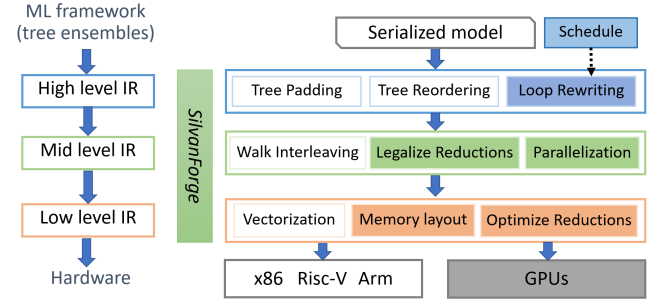 ML framework
(tree ensembles)
High level IR
Mid level IR
Low level IR
Hardware
SilvanForge
Serialized model
Schedule
Tree Padding
Tree Reordering
Loop Rewriting
Walk Interleaving
Legalize Reductions
Parallelization
Vectorization
Memory layout
Optimize Reductions
x86 Risc-V Arm
GPUs